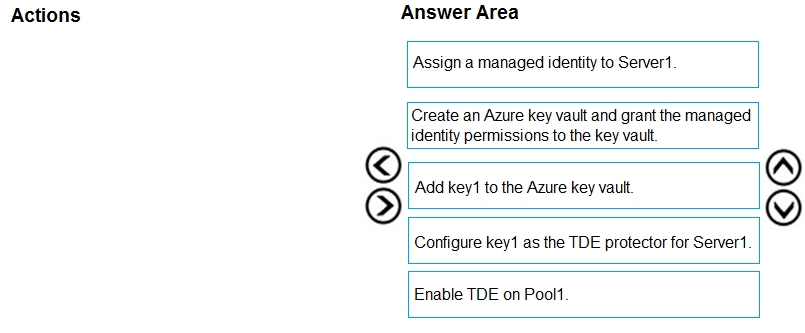 Actions
Answer Area
Assign a managed identity to Server1.
Create an Azure key vault and grant the managed
identity permissions to the key vault.
Add key1 to the Azure key vault.
Configure key1 as the TDE protector for Server1.
Enable TDE on Pool1.